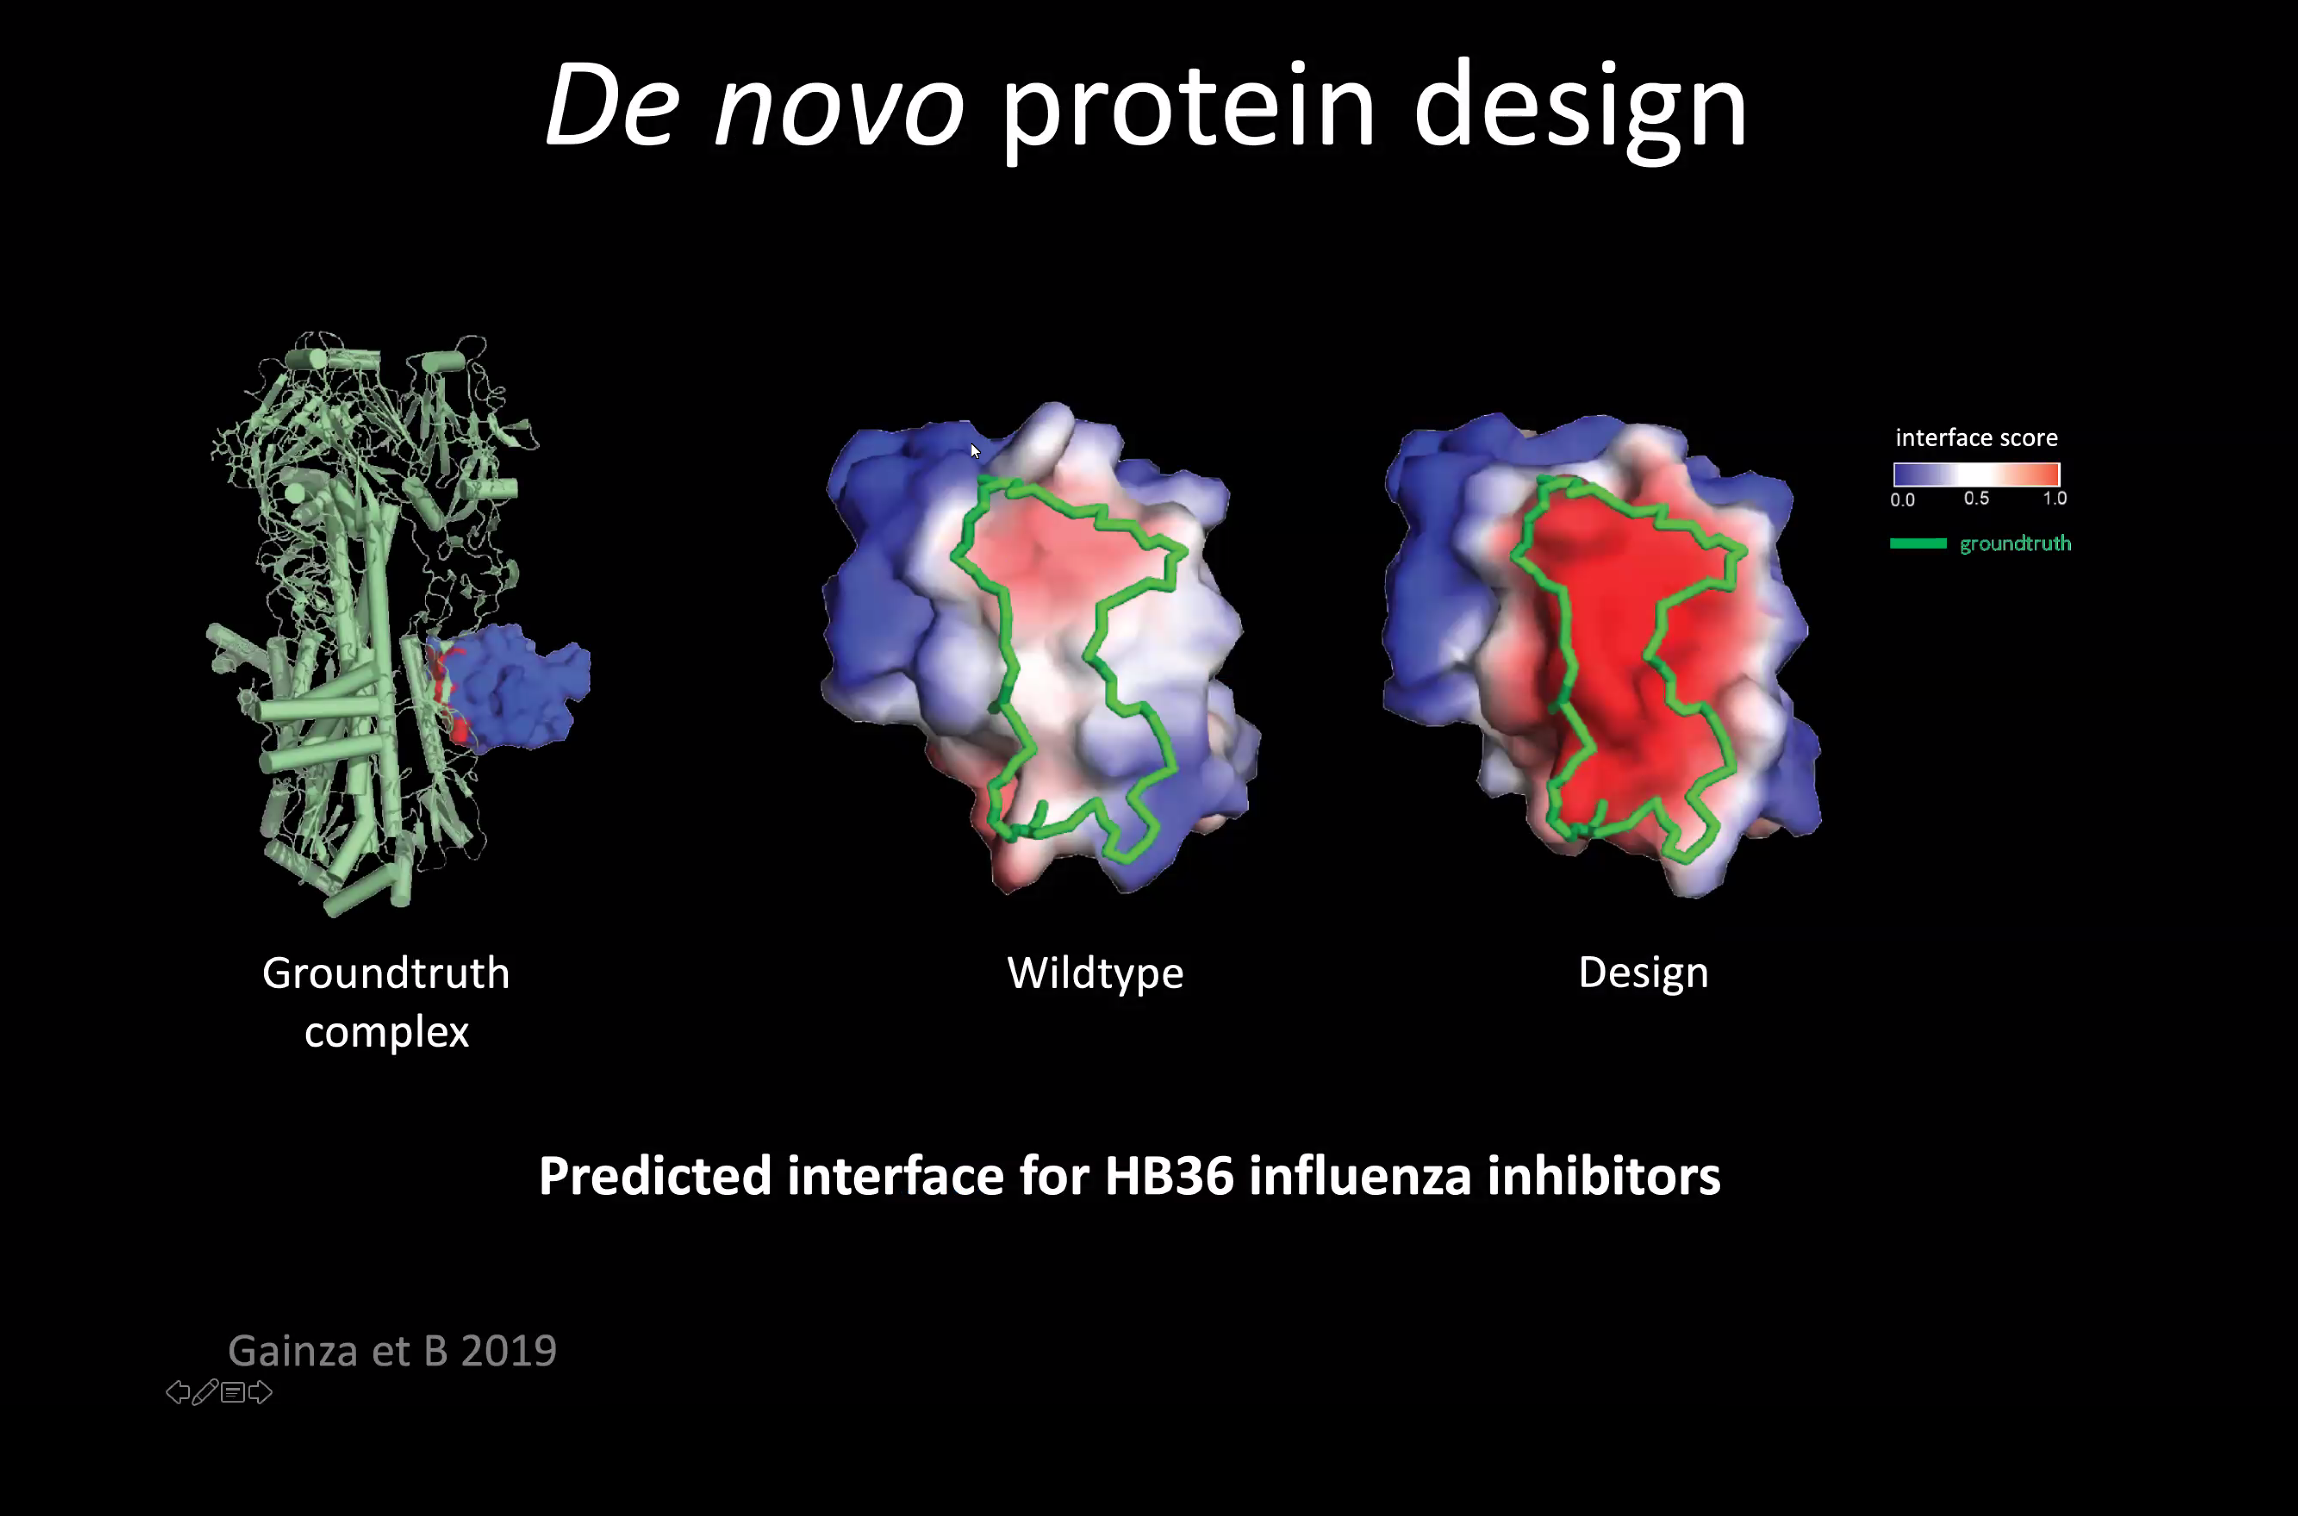 De novo protein design
interface score
0.0 0.5 1.0
groundtruth
Groundtruth
complex
Wildtype
Design
Predicted interface for HB36 influenza inhibitors
Gainza et B 2019